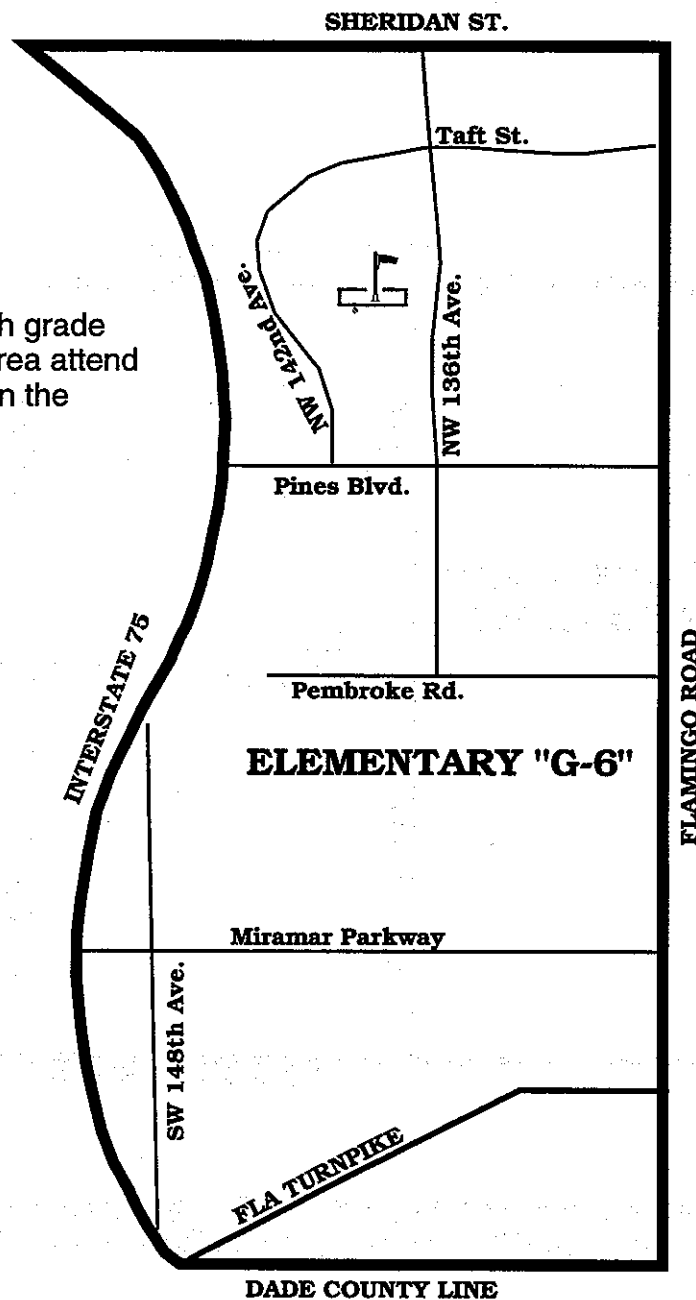 SHERIDAN ST.
Taft St.
NW 142nd Ave.
NW 136th Ave.
h grade
rea attend
n the
Pines Blvd.
INTERSTATE 75
Pembroke Rd.
FLAMINGO ROAD
ELEMENTARY "G-6"
Miramar Parkway
SW 148th Ave.
FLA TURNPIKE
DADE COUNTY LINE